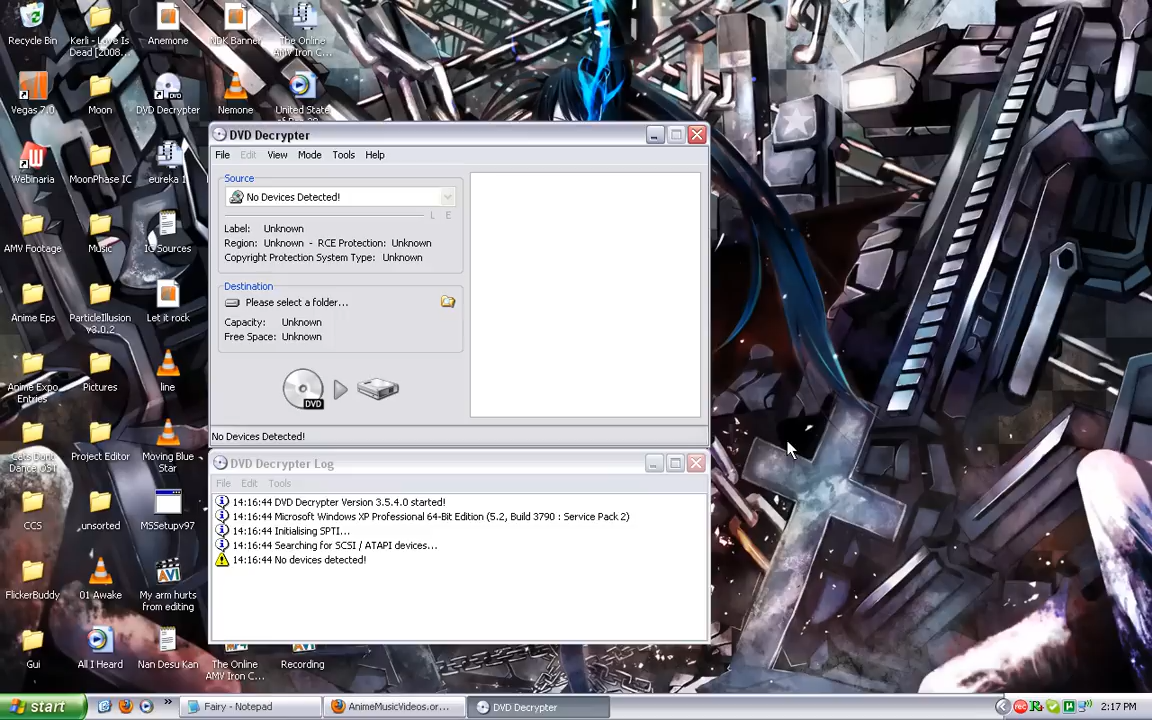 Recycle Bin
Kerli - Love Is Dead [2008...
Anemone
NDK Banner
The Online AMV Iron C...
Vegas 7.0
Moon
DVD Decrypter
Nemone
United State
Webinaria
MoonPhase IC
eureka 1
AMV Footage
Music
IC Sources
Anime Eps
ParticleIllusion v3.0.2
Let it rock
Anime Expo Entries
Pictures
line
Dance OST
Project Editor
Moving Blue Star
CCS
unsorted
MSSetupv97
FlickerBuddy
01 Awake
My arm hurts from editing
Gui
All I Heard
Nan Desu Kan
The Online AMV Iron C...
Recording
DVD Decrypter
File Edit View Mode Tools Help
Source
No Devices Detected!
L E
Label: Unknown
Region: Unknown - RCE Protection: Unknown
Copyright Protection System Type: Unknown
Destination
Please select a folder...
Capacity: Unknown
Free Space: Unknown
DVD
No Devices Detected!
DVD Decrypter Log
File Edit Tools
14:16:44 DVD Decrypter Version 3.5.4.0 started!
14:16:44 Microsoft Windows XP Professional 64-Bit Edition (5.2, Build 3790 : Service Pack 2)
14:16:44 Initialising SPTI...
14:16:44 Searching for SCSI / ATAPI devices...
14:16:44 No devices detected!
start
Fairy - Notepad
AnimeMusicVideos.or...
DVD Decrypter
2:17 PM